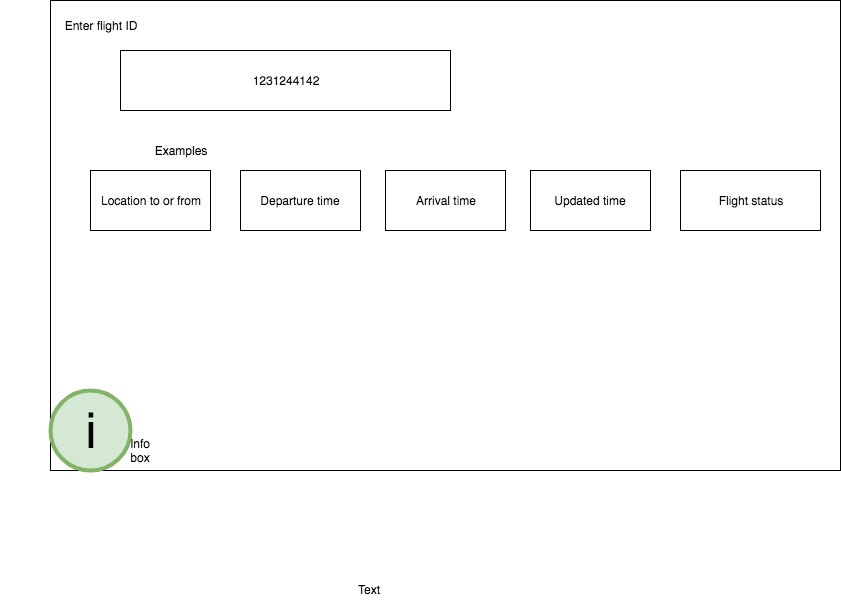 Enter flight ID
1231244142
Examples
Location to or from
Departure time
Arrival time
Updated time
Flight status
i
Info
box
Text